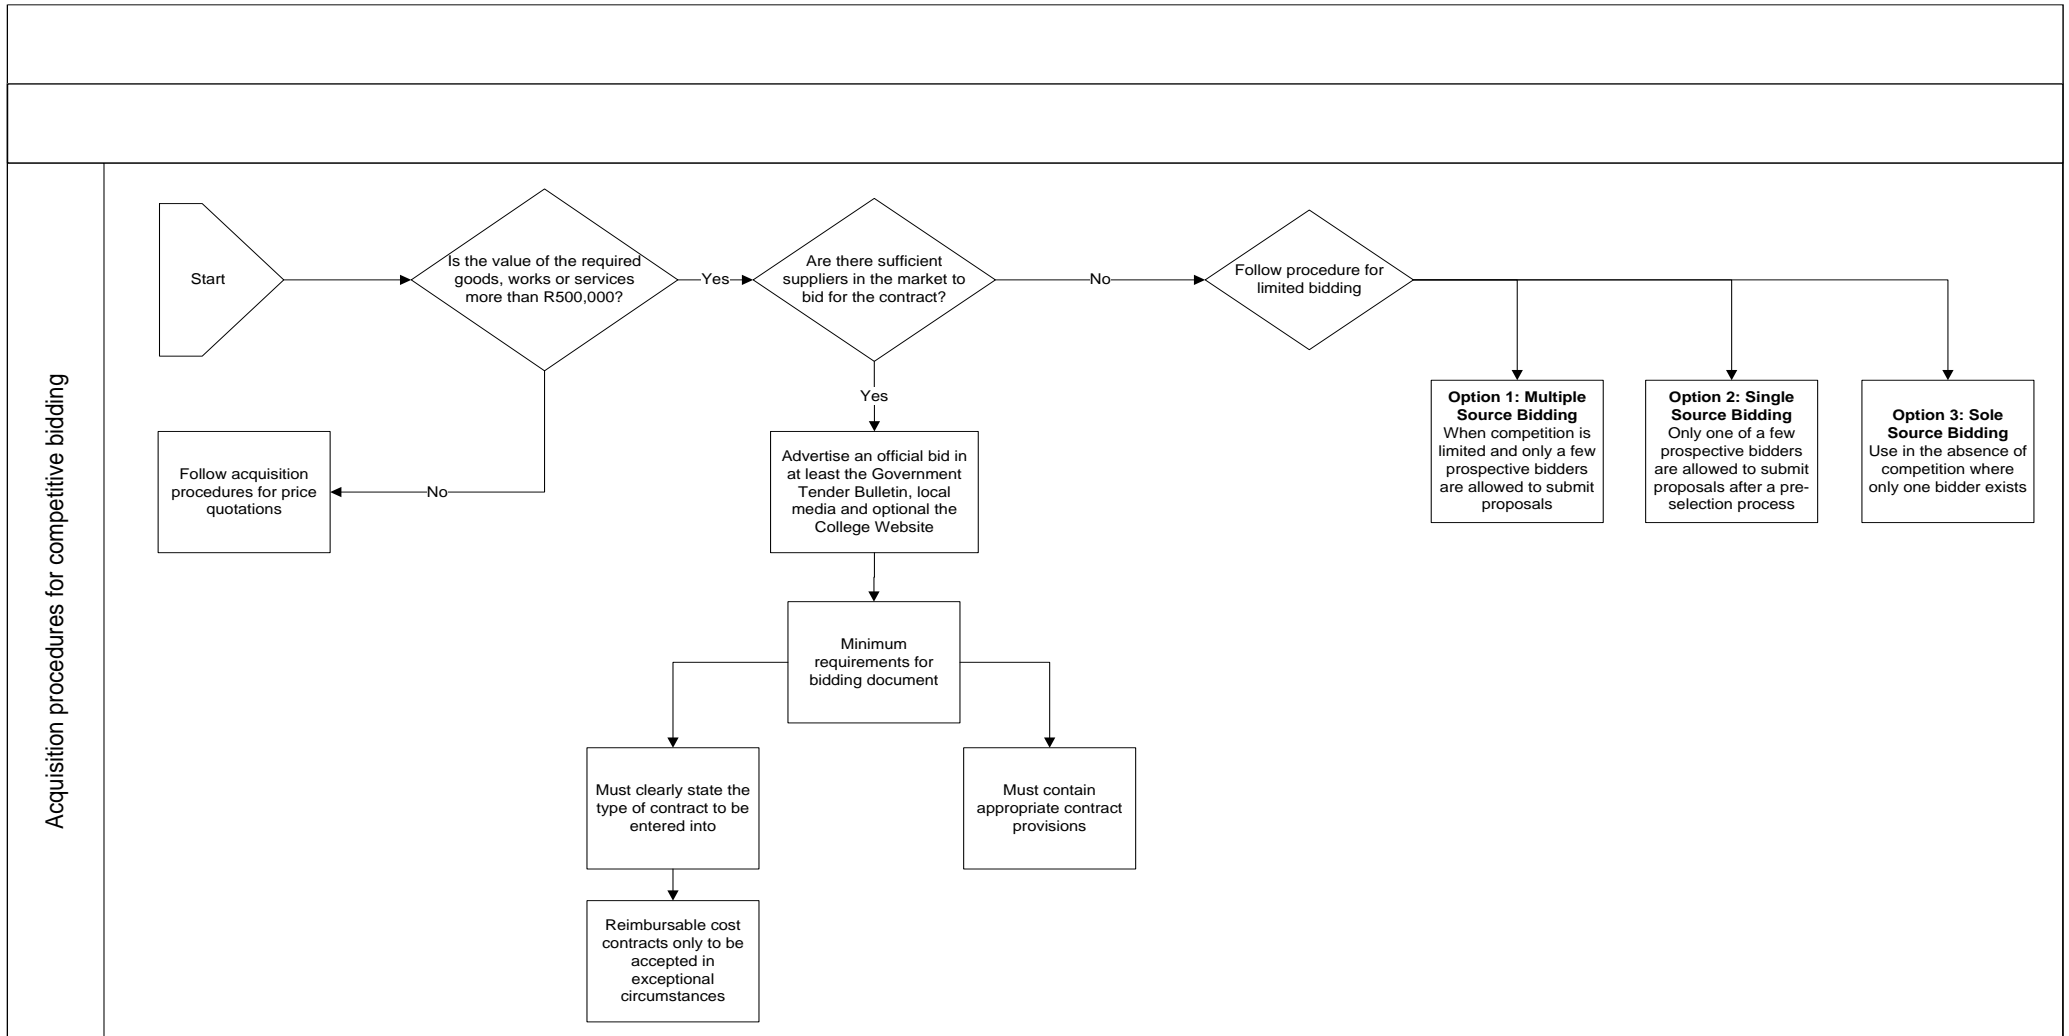 Acquisition procedures for competitive bidding
Start
Is the value of the required
goods, works or services
more than R500,000?
Yes
Are there sufficient
suppliers in the market to
bid for the contract?
No
Follow procedure for
limited bidding
Yes
No
Follow acquisition
procedures for price
quotations
Advertise an official bid in
at least the Government
Tender Bulletin, local
media and optional the
College Website
Option 1: Multiple
Source Bidding
When competition is
limited and only a few
prospective bidders
are allowed to submit
proposals
Option 2: Single
Source Bidding
Only one of a few
prospective bidders
are allowed to submit
proposals after a pre-
selection process
Option 3: Sole
Source Bidding
Use in the absence of
competition where
only one bidder exists
Minimum
requirements for
bidding document
Must clearly state the
type of contract to be
entered into
Must contain
appropriate contract
provisions
Reimbursable cost
contracts only to be
accepted in
exceptional
circumstances